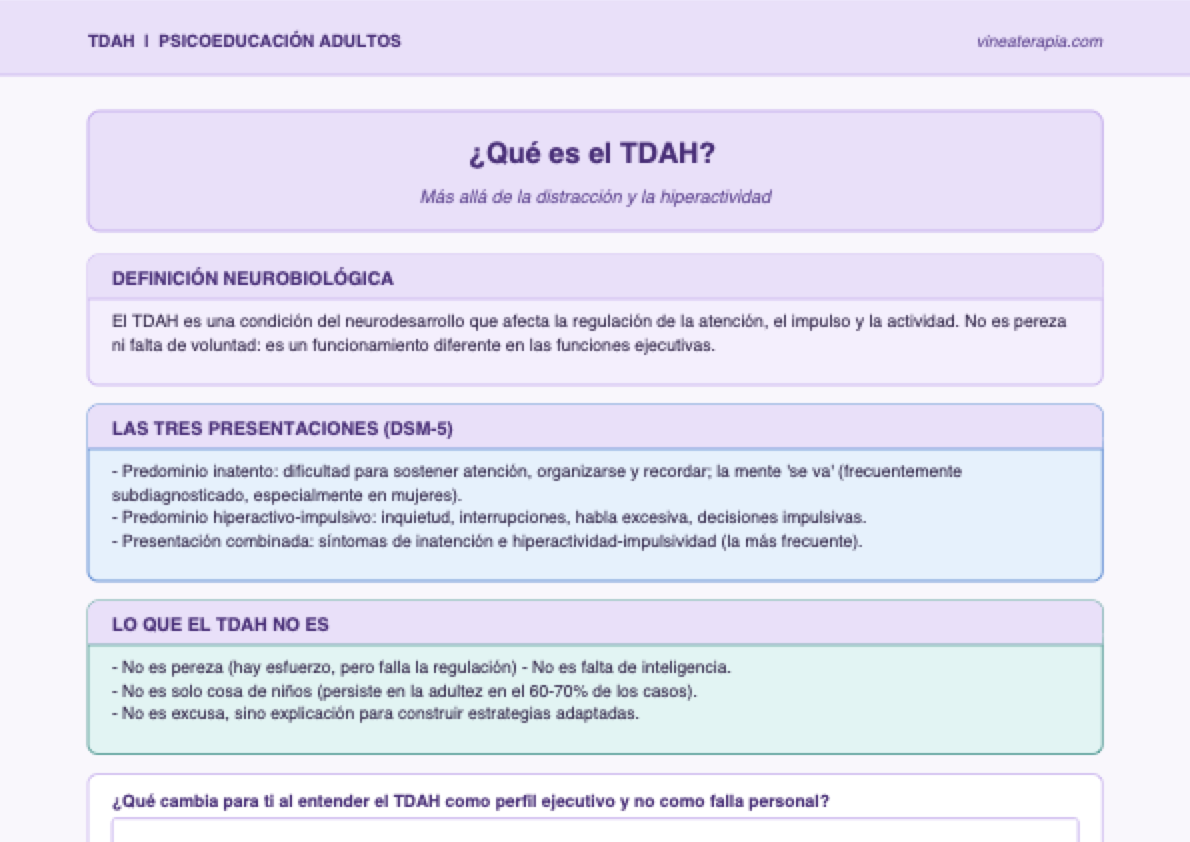 TDAH | PSICOEDUCACIÓN ADULTOS
vineaterapia.com
¿Qué es el TDAH?
Más allá de la distracción y la hiperactividad
DEFINICIÓN NEUROBIOLÓGICA
El TDAH es una condición del neurodesarrollo que afecta la regulación de la atención, el impulso y la actividad. No es pereza
ni falta de voluntad: es un funcionamiento diferente en las funciones ejecutivas.
LAS TRES PRESENTACIONES (DSM-5)
- Predominio inatento: dificultad para sostener atención, organizarse y recordar; la mente 'se va' (frecuentemente
subdiagnosticado, especialmente en mujeres).
- Predominio hiperactivo-impulsivo: inquietud, interrupciones, habla excesiva, decisiones impulsivas.
- Presentación combinada: síntomas de inatención e hiperactividad-impulsividad (la más frecuente).
LO QUE EL TDAH NO ES
- No es pereza (hay esfuerzo, pero falla la regulación) - No es falta de inteligencia.
- No es solo cosa de niños (persiste en la adultez en el 60-70% de los casos).
- No es excusa, sino explicación para construir estrategias adaptadas.
¿Qué cambia para ti al entender el TDAH como perfil ejecutivo y no como falla personal?